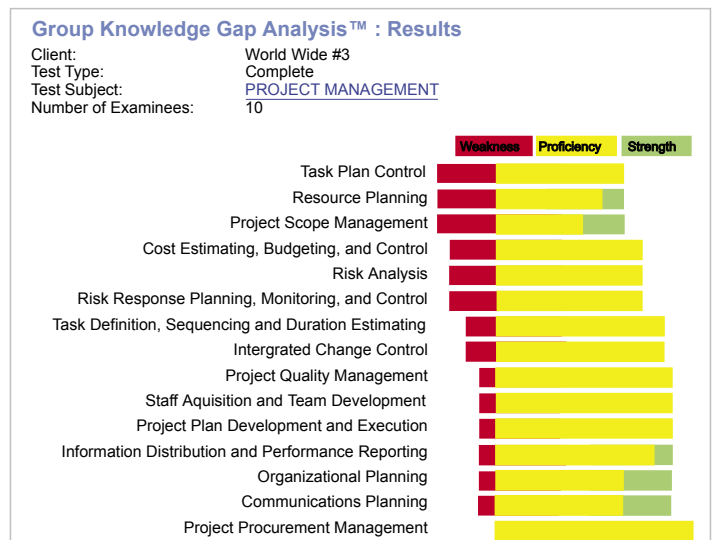 Group Knowledge Gap Analysis™ : Results
Client: World Wide #3
Test Type: Complete
Test Subject: PROJECT MANAGEMENT
Number of Examinees: 10
Weakness Proficiency Strength
Task Plan Control
Resource Planning
Project Scope Management
Cost Estimating, Budgeting, and Control
Risk Analysis
Risk Response Planning, Monitoring, and Control
Task Definition, Sequencing and Duration Estimating
Intergrated Change Control
Project Quality Management
Staff Aquisition and Team Development
Project Plan Development and Execution
Information Distribution and Performance Reporting
Organizational Planning
Communications Planning
Project Procurement Management